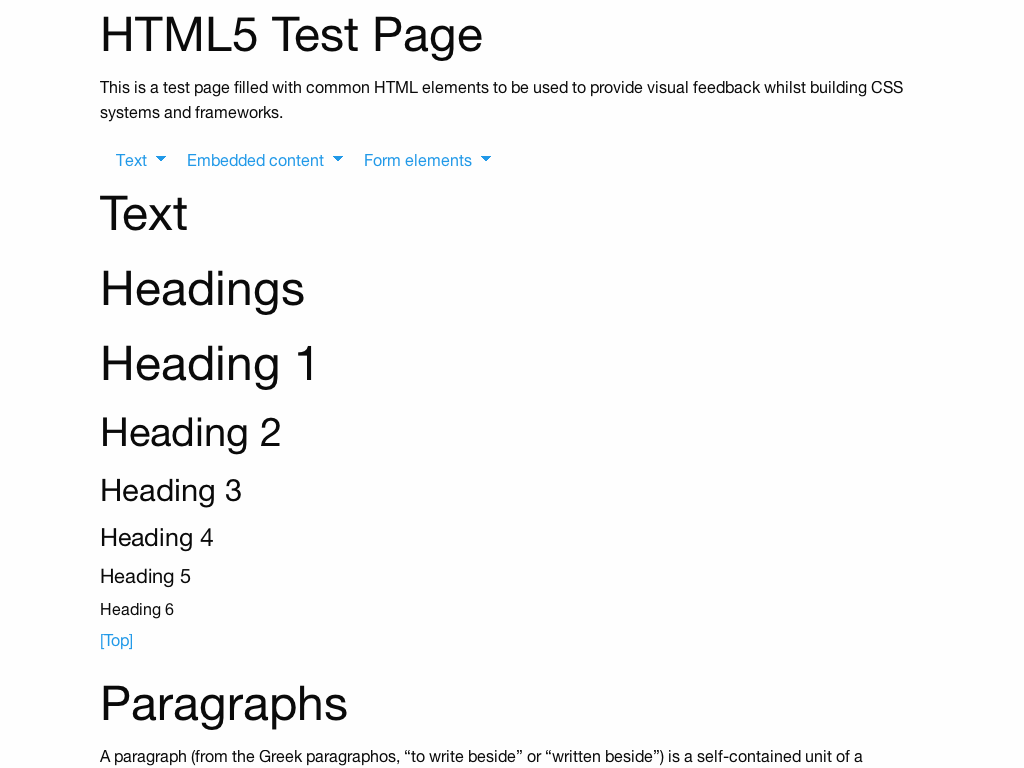 HTML5 Test Page
This is a test page filled with common HTML elements to be used to provide visual feedback whilst building CSS
systems and frameworks.
Text Embedded content Form elements
Text
Headings
Heading 1
Heading 2
Heading 3
Heading 4
Heading 5
Heading 6
[Top]
Paragraphs
A paragraph (from the Greek paragraphos, “to write beside” or “written beside”) is a self-contained unit of a